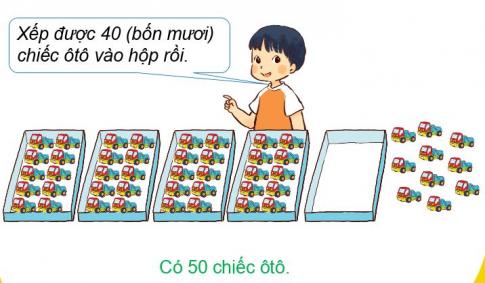 Xếp được 40 (bốn mươi)
chiếc ôtô vào hộp rồi.
Có 50 chiếc ôtô.